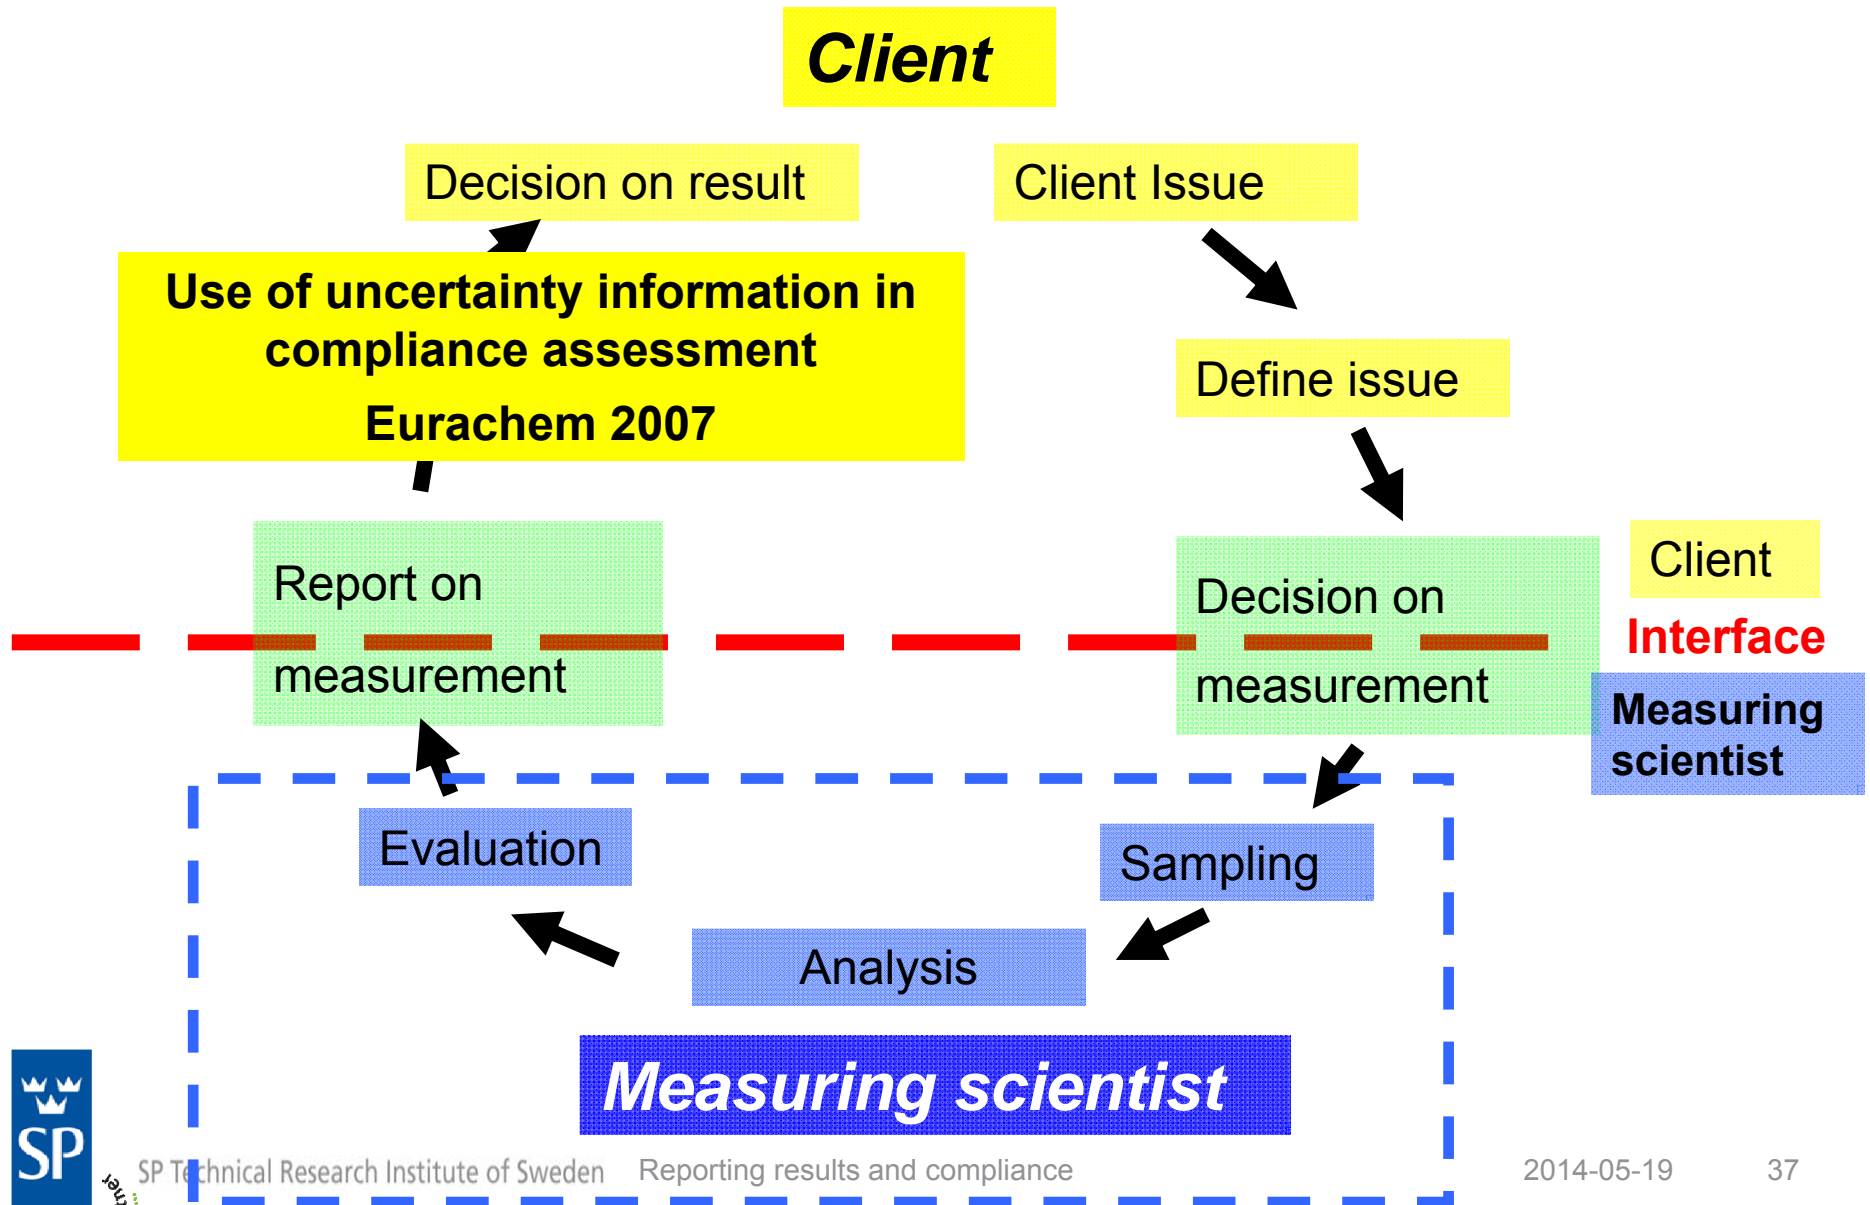 Client
Decision on result
Client Issue
Use of uncertainty information in
compliance assessment
Eurachem 2007
Define issue
Report on
measurement
Decision on
measurement
Client
Interface
Measuring
scientist
Evaluation
Sampling
Analysis
Measuring scientist
SP
SP Technical Research Institute of Sweden
Reporting results and compliance
2014-05-19
37